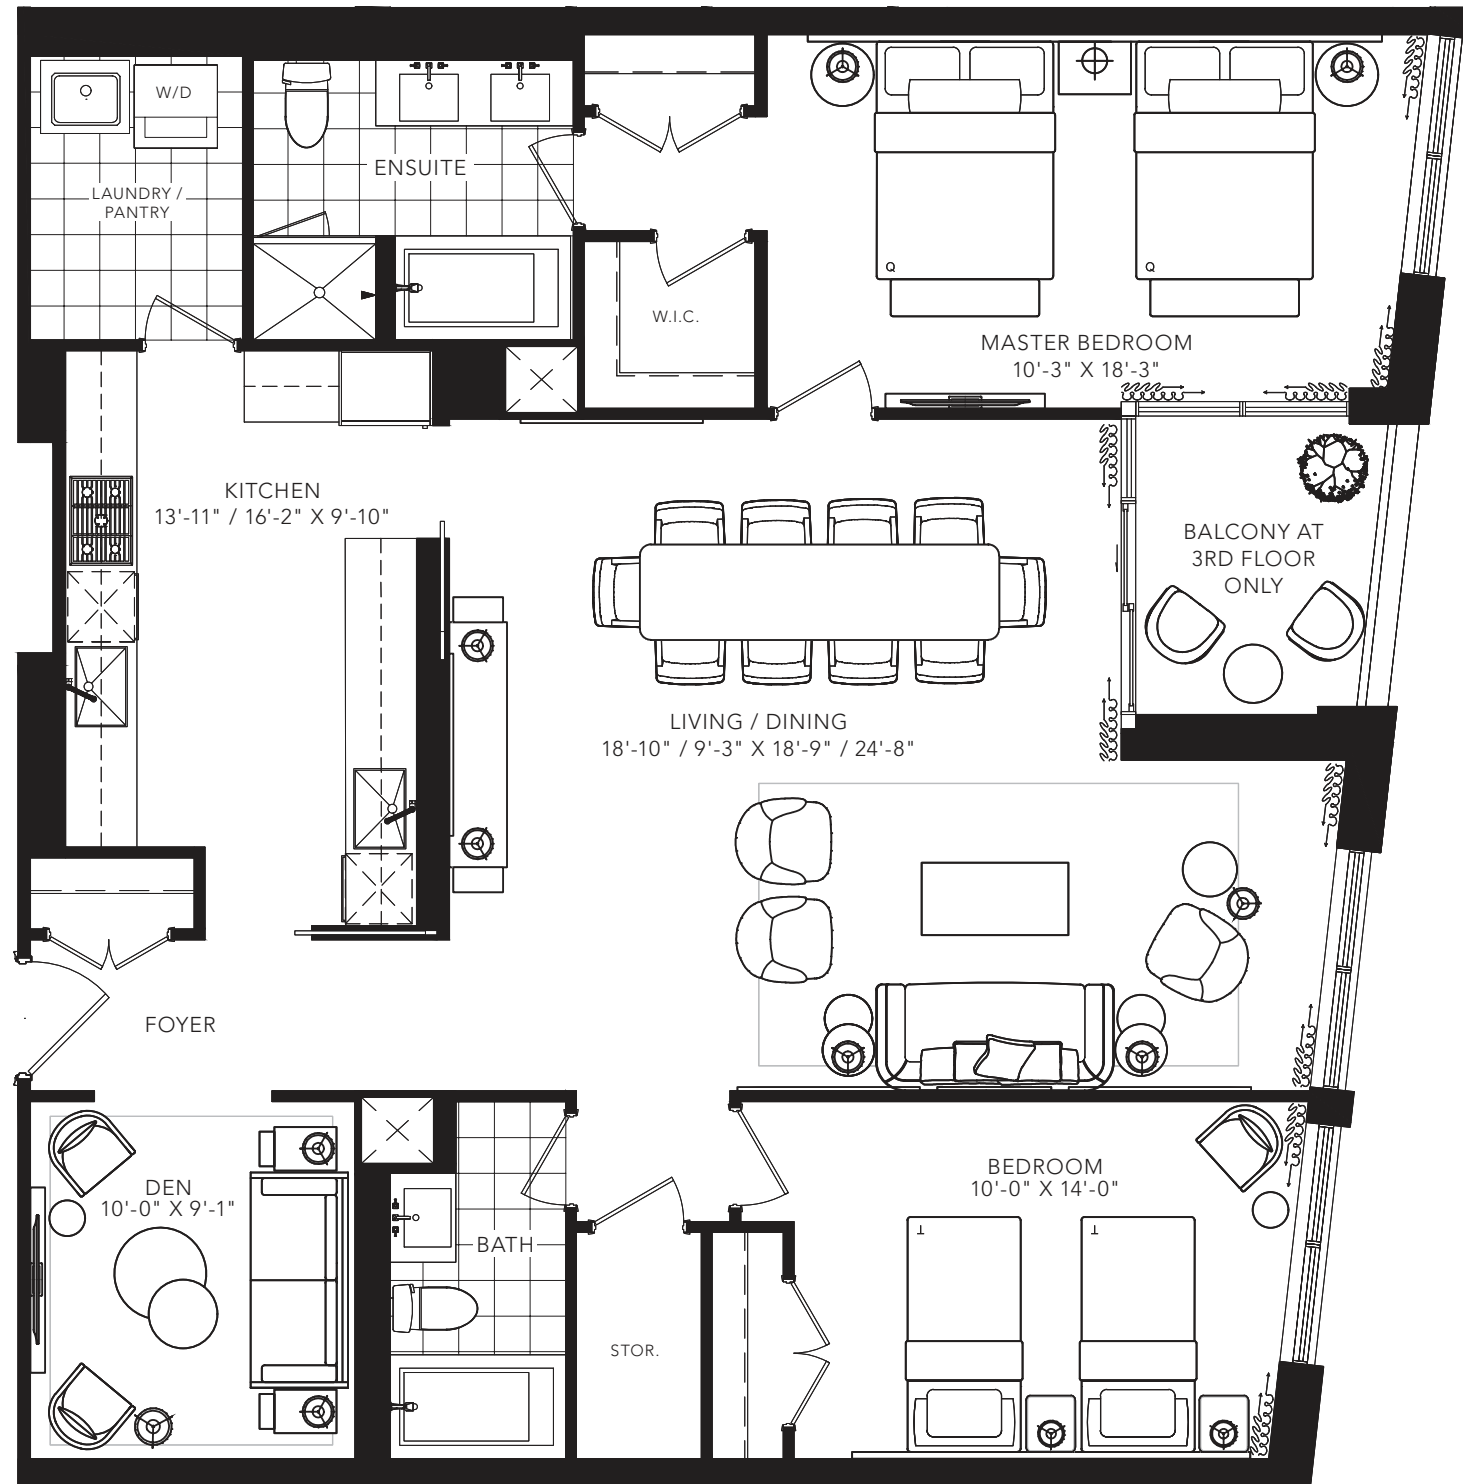 W/D
LAUNDRY /
PANTRY
ENSUITE
W.I.C.
Q
Q
MASTER BEDROOM
10'-3" X 18'-3"
KITCHEN
13'-11" / 16'-2" X 9'-10"
BALCONY AT
3RD FLOOR
ONLY
LIVING / DINING
18'-10" / 9'-3" X 18'-9" / 24'-8"
FOYER
DEN
10'-0" X 9'-1"
BATH
STOR.
BEDROOM
10'-0" X 14'-0"
T
T